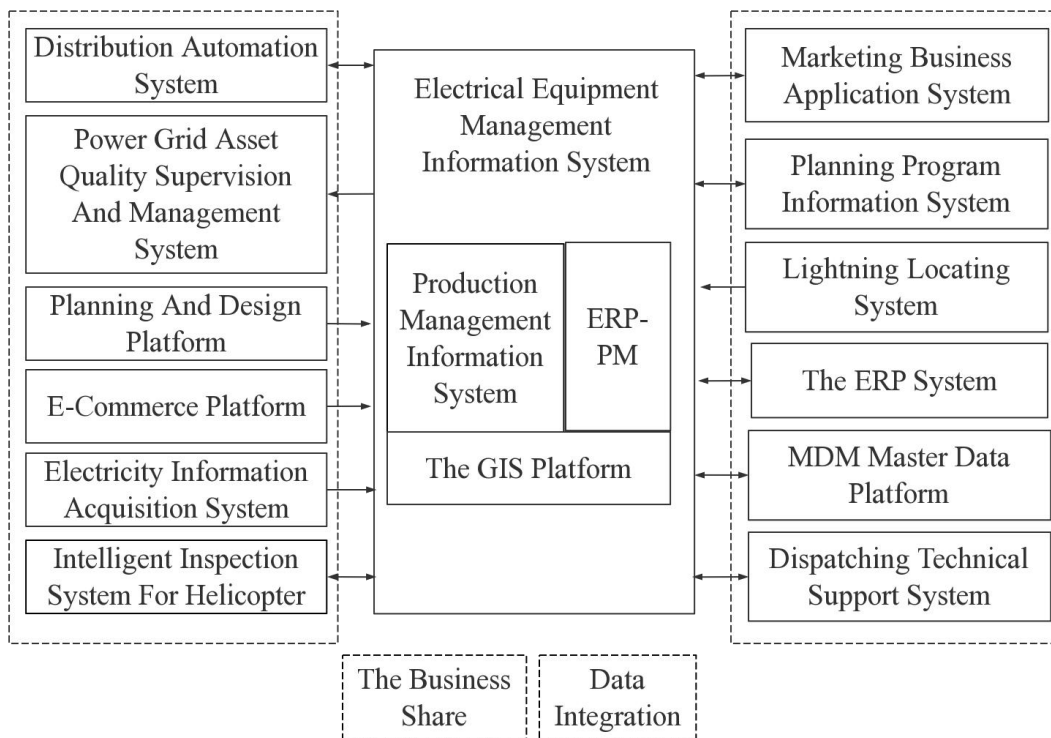 Distribution Automation
System
Power Grid Asset
Quality Supervision
And Management
System
Planning And Design
Platform
E-Commerce Platform
Electricity Information
Acquisition System
Intelligent Inspection
System For Helicopter
Electrical Equipment
Management
Information System
Production
Management
Information
System
ERP-
PM
The GIS Platform
Marketing Business
Application System
Planning Program
Information System
Lightning Locating
System
The ERP System
MDM Master Data
Platform
Dispatching Technical
Support System
The Business
Share
Data
Integration